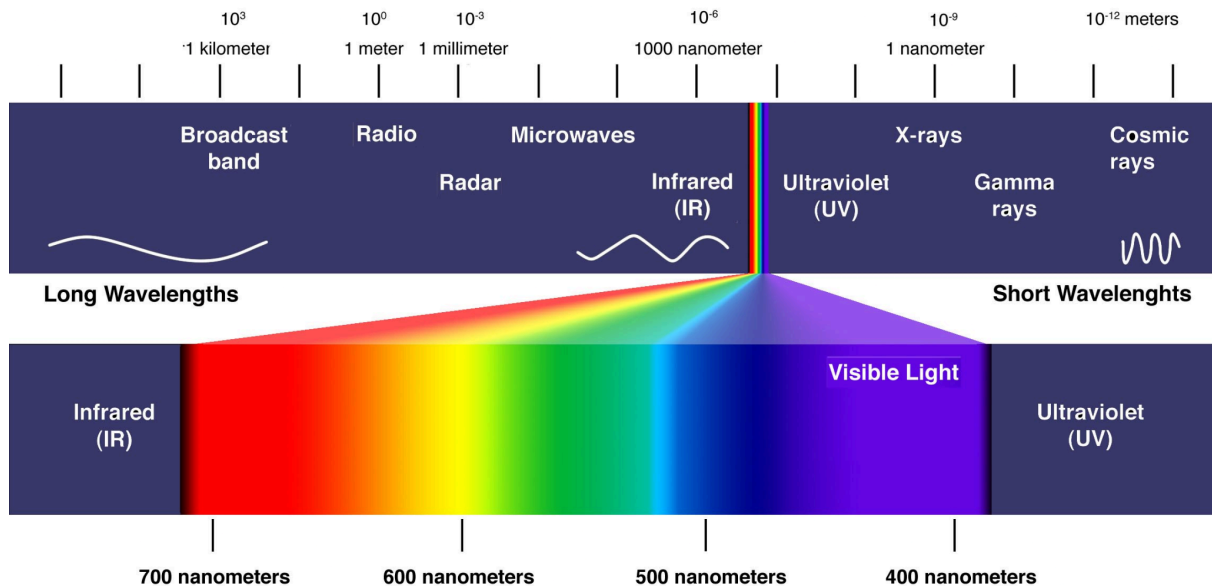 10³ 10⁰ 10⁻³ 10⁻⁶ 10⁻⁹ 10⁻¹² meters
1 kilometer 1 meter 1 millimeter 1000 nanometer 1 nanometer
Broadcast
band
Radio
Radar
Microwaves
Infrared
(IR)
Ultraviolet
(UV)
X-rays
Gamma
rays
Cosmic
rays
Long Wavelengths
Short Wavelenghts
Infrared
(IR)
Visible Light
Ultraviolet
(UV)
700 nanometers 600 nanometers 500 nanometers 400 nanometers